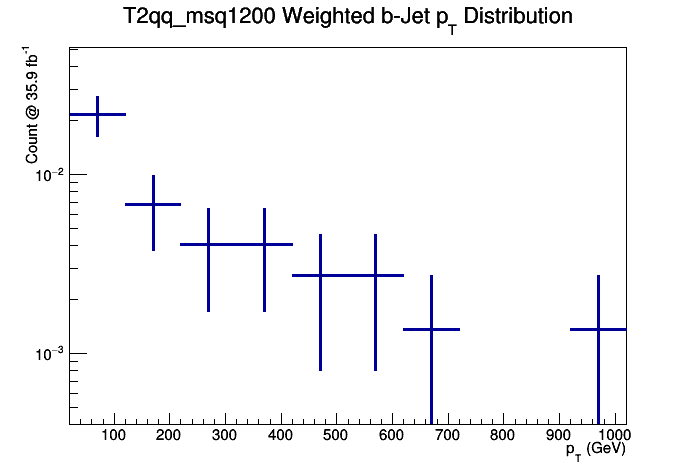 T2qq_msq1200 Weighted b-Jet p_T Distribution
Count @ 35.9 fb⁻¹
10⁻²
10⁻³
100 200 300 400 500 600 700 800 900 1000
p_T (GeV)